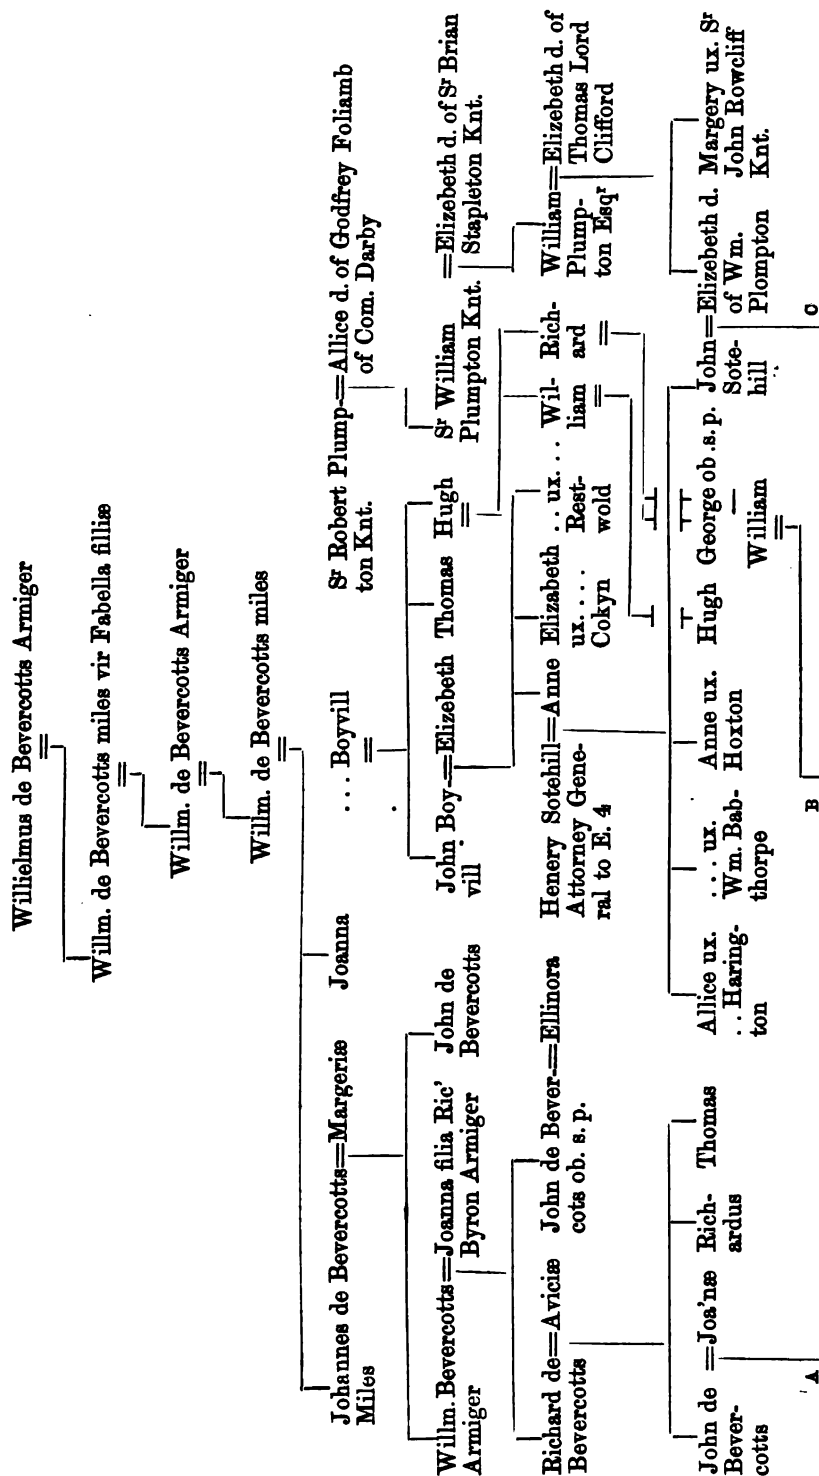 Willielmus de Bevercotts Armiger
Willm. de Bevercotts miles vir Fabella filliæ
Willm. de Bevercotts Armiger
Willm. de Bevercotts miles
Johannes de Bevercotts=Margeriæ
Miles
Joanna
... Boyvill
Sr Robert Plump-=Allice d. of Godfrey Foliamb
ton Knt.
of Com. Darby
Willm. Bevercotts=Joanna filia Ric'
Armiger
Byron Armiger
John de
Bevercotts
John Boy-=Elizebeth
vill
Thomas
Hugh
Sr William
Plumpton Knt.
=Elizebeth d. of Sr Brian
Stapleton Knt.
Richard de=Aviciæ
Bevercotts
John de Bever-=Ellinora
cots ob. s. p.
Henery Sotehill=Anne
Attorney Gene-
ral to E. 4
Elizabeth
ux....
Cokyn
.. ux....
Rest-
wold
Wil-
liam
Rich-
ard
William=Elizebeth d. of
Plump-
ton Esqr
Thomas Lord
Clifford
John de =Joa'næ
Bever-
cotts
Rich-
ardus
Thomas
Allice ux.
.. Haring-
ton
.... ux.
Wm. Bab-
thorpe
Anne ux.
Hoxton
Hugh
George ob. s. p.
William
John=Elizebeth d.
Sote-
hill
of Wm.
Plompton
Margery ux. Sr
John Rowcliff
Knt.
A
B
C